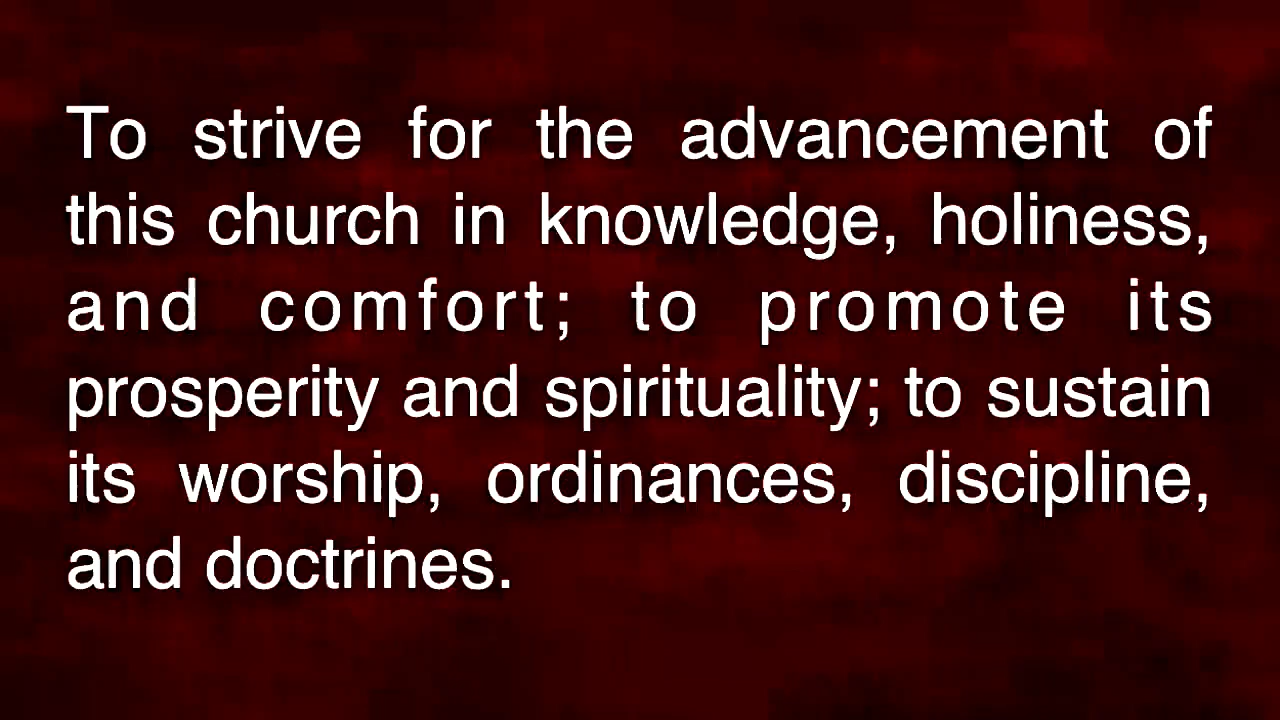 To strive for the advancement of
this church in knowledge, holiness,
and comfort; to promote its
prosperity and spirituality; to sustain
its worship, ordinances, discipline,
and doctrines.